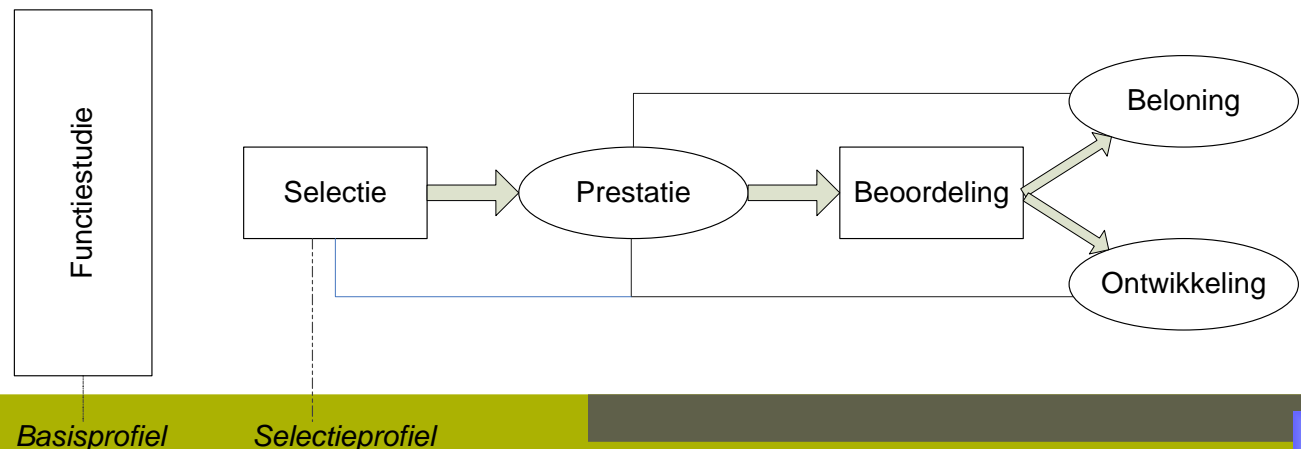 Functiestudie
Selectie
Prestatie
Beoordeling
Beloning
Ontwikkeling
Basisprofiel
Selectieprofiel